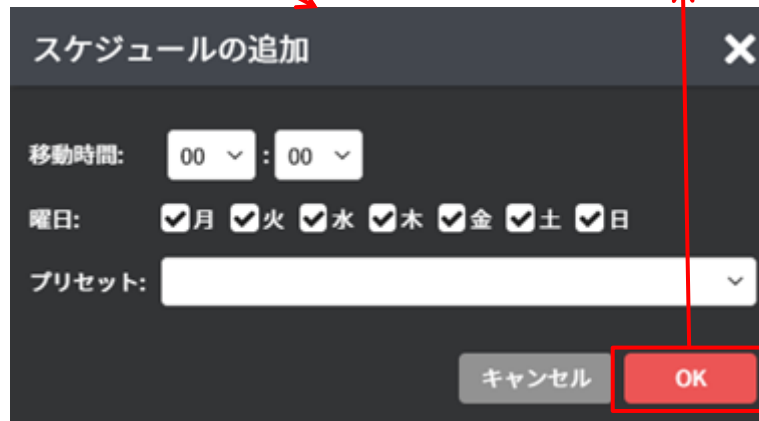 スケジュールの追加
移動時間: 00 : 00
曜日: 月 火 水 木 金 土 日
プリセット:
キャンセル OK